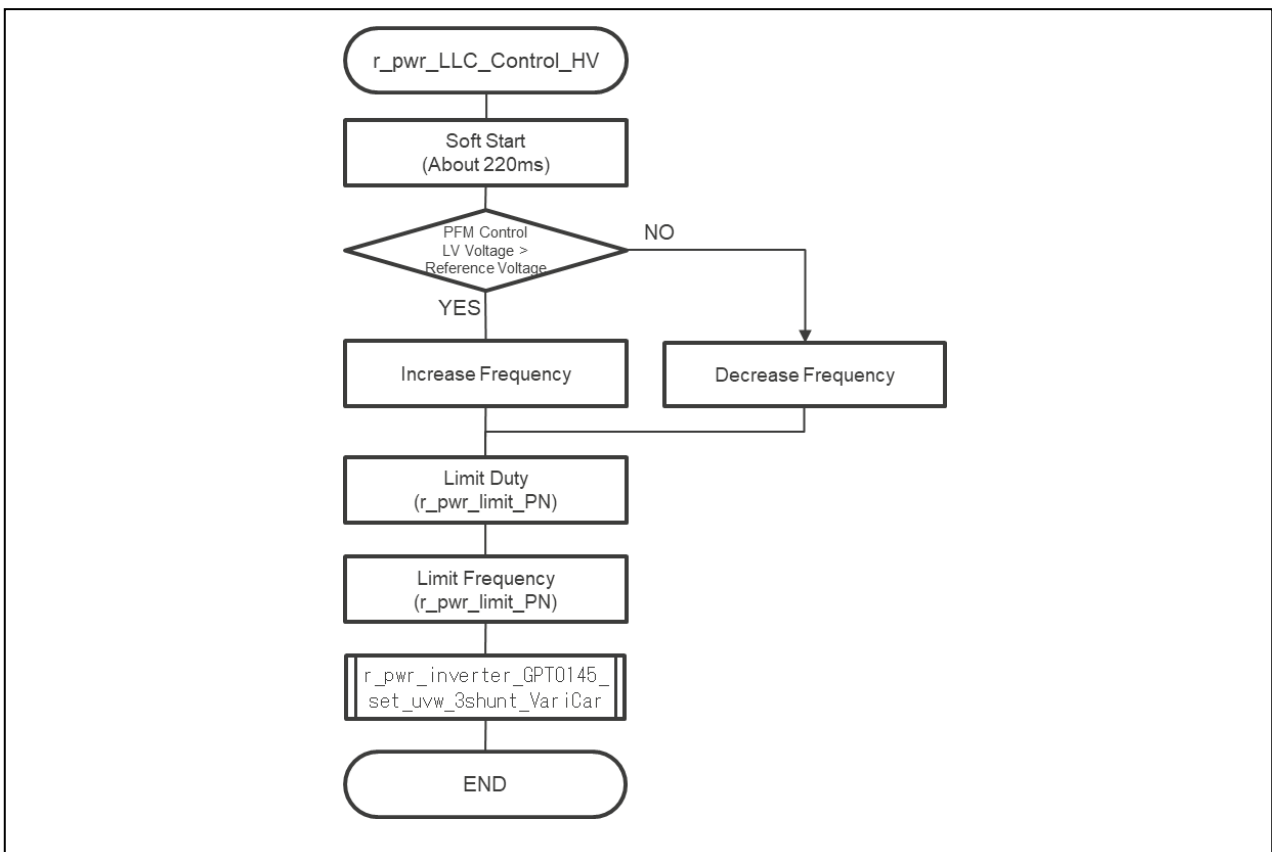 r_pwr_LLC_Control_HV
Soft Start
(About 220ms)
PFM Control
LV Voltage >
Reference Voltage
NO
YES
Increase Frequency
Decrease Frequency
Limit Duty
(r_pwr_limit_PN)
Limit Frequency
(r_pwr_limit_PN)
r_pwr_inverter_GPT0145_
set_uvw_3shunt_VariCar
END